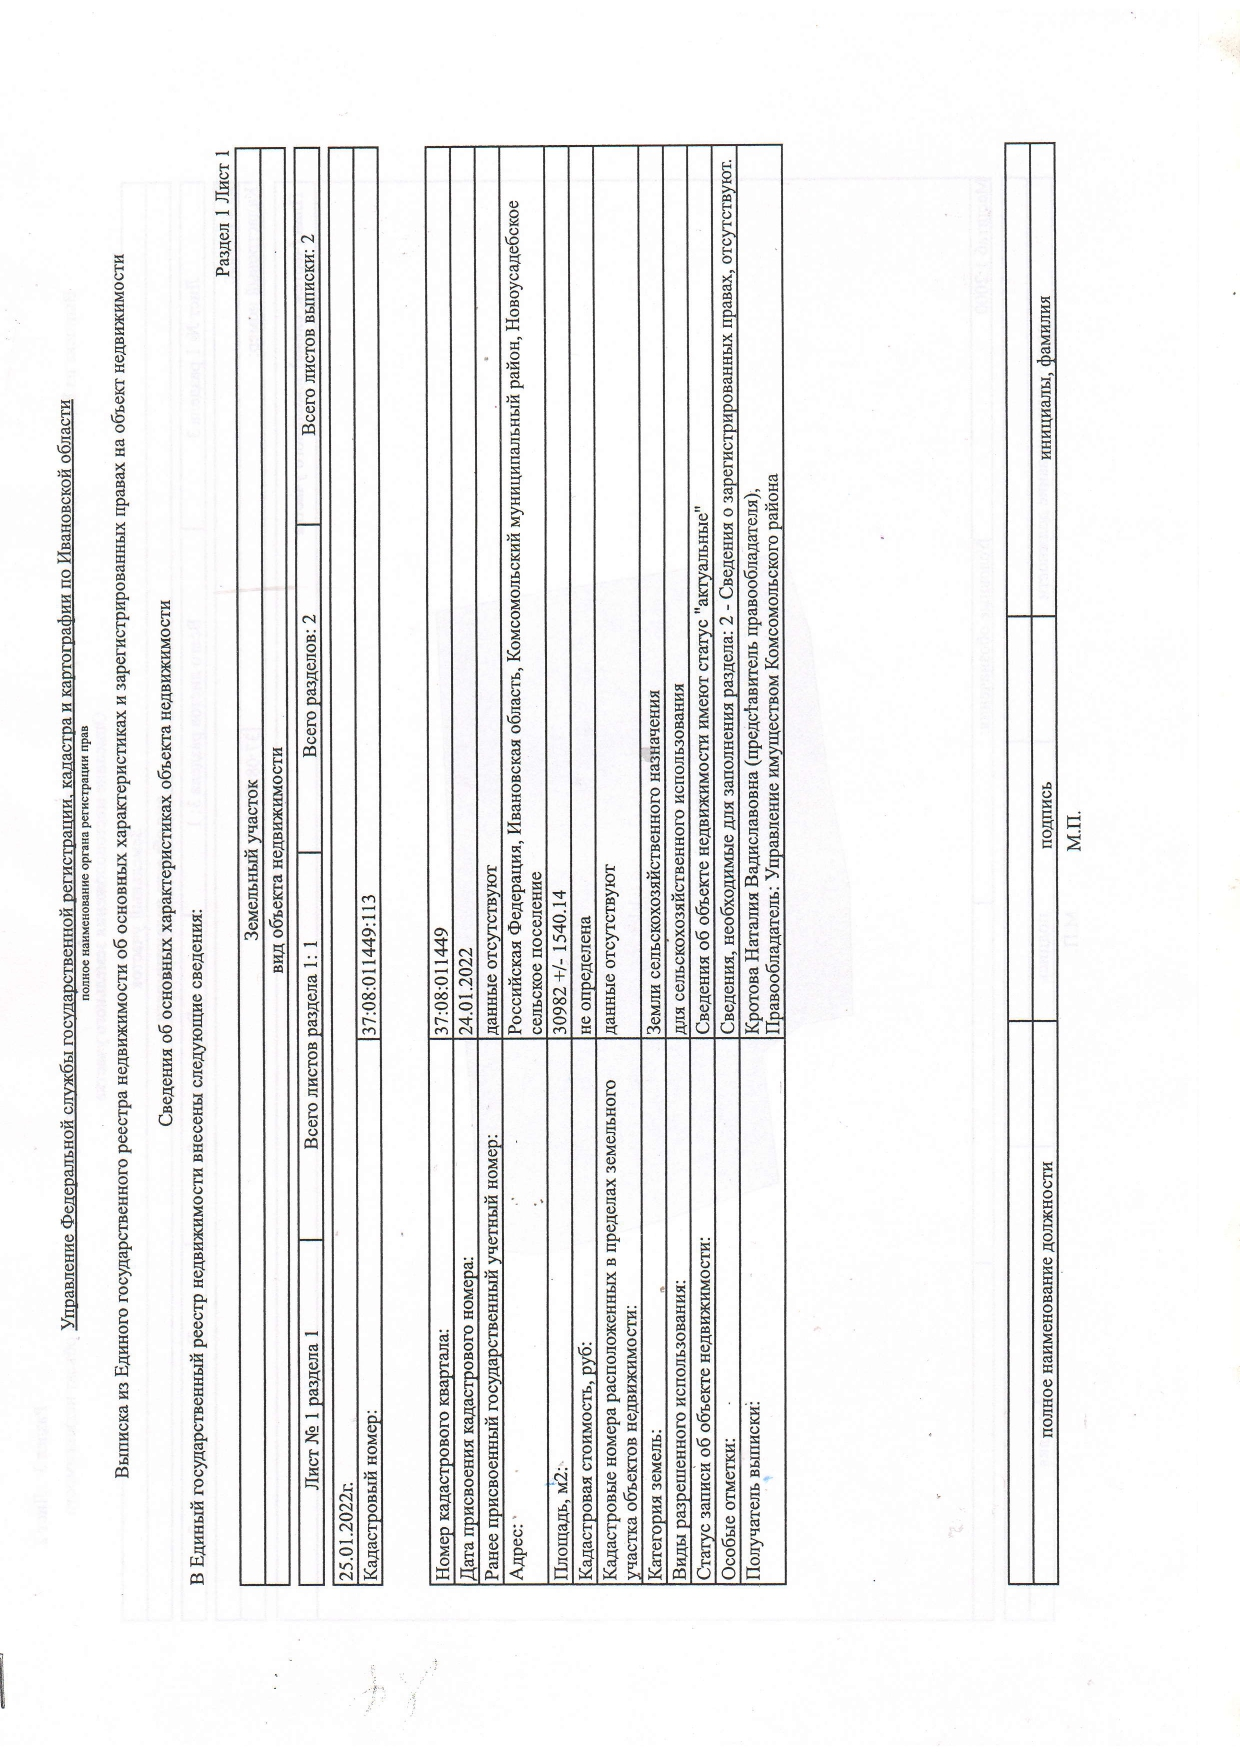 Управление Федеральной службы государственной регистрации, кадастра и картографии по Ивановской области
полное наименование органа регистрации прав
Выписка из Единого государственного реестра недвижимости об основных характеристиках и зарегистрированных правах на объект недвижимости
Сведения об основных характеристиках объекта недвижимости
В Единый государственный реестр недвижимости внесены следующие сведения:
Раздел 1 Лист 1
Земельный участок
вид объекта недвижимости
Лист № 1 раздела 1 Всего листов раздела 1: 1 Всего разделов: 2 Всего листов выписки: 2
25.01.2022г.
Кадастровый номер: 37:08:011449:113
Номер кадастрового квартала: 37:08:011449
Дата присвоения кадастрового номера: 24.01.2022
Ранее присвоенный государственный учетный номер: данные отсутствуют
Адрес: Российская Федерация, Ивановская область, Комсомольский муниципальный район, Новоусадебское
сельское поселение
Площадь, м2: 30982 +/- 1540.14
Кадастровая стоимость, руб: не определена
Кадастровые номера расположенных в пределах земельного данные отсутствуют
участка объектов недвижимости:
Категория земель: Земли сельскохозяйственного назначения
Виды разрешенного использования: для сельскохозяйственного использования
Статус записи об объекте недвижимости: Сведения об объекте недвижимости имеют статус "актуальные"
Особые отметки: Сведения, необходимые для заполнения раздела: 2 - Сведения о зарегистрированных правах, отсутствуют.
Получатель выписки: Кротова Наталия Вадиславовна (представитель правообладателя),
Правообладатель: Управление имуществом Комсомольского района
полное наименование должности подпись инициалы, фамилия
М.П.